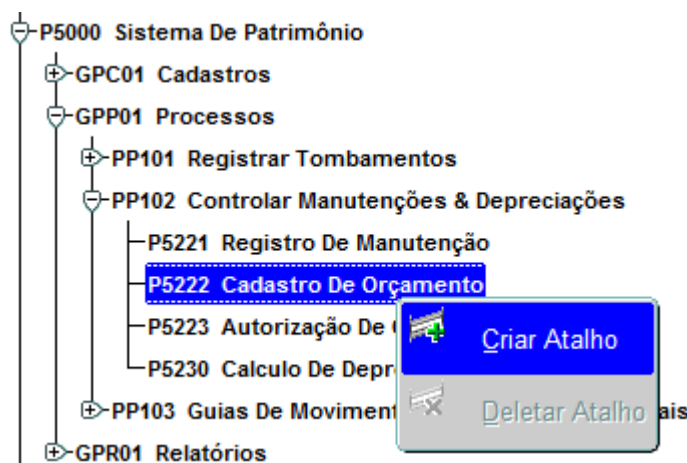 P5000 Sistema De Patrimônio
GPC01 Cadastros
GPP01 Processos
PP101 Registrar Tombamentos
PP102 Controlar Manutenções & Depreciações
P5221 Registro De Manutenção
P5222 Cadastro De Orçamento
P5223 Autorização De
Criar Atalho
P5230 Calculo De Depr
PP103 Guias De Moviment
Deletar Atalho
ais
GPR01 Relatórios